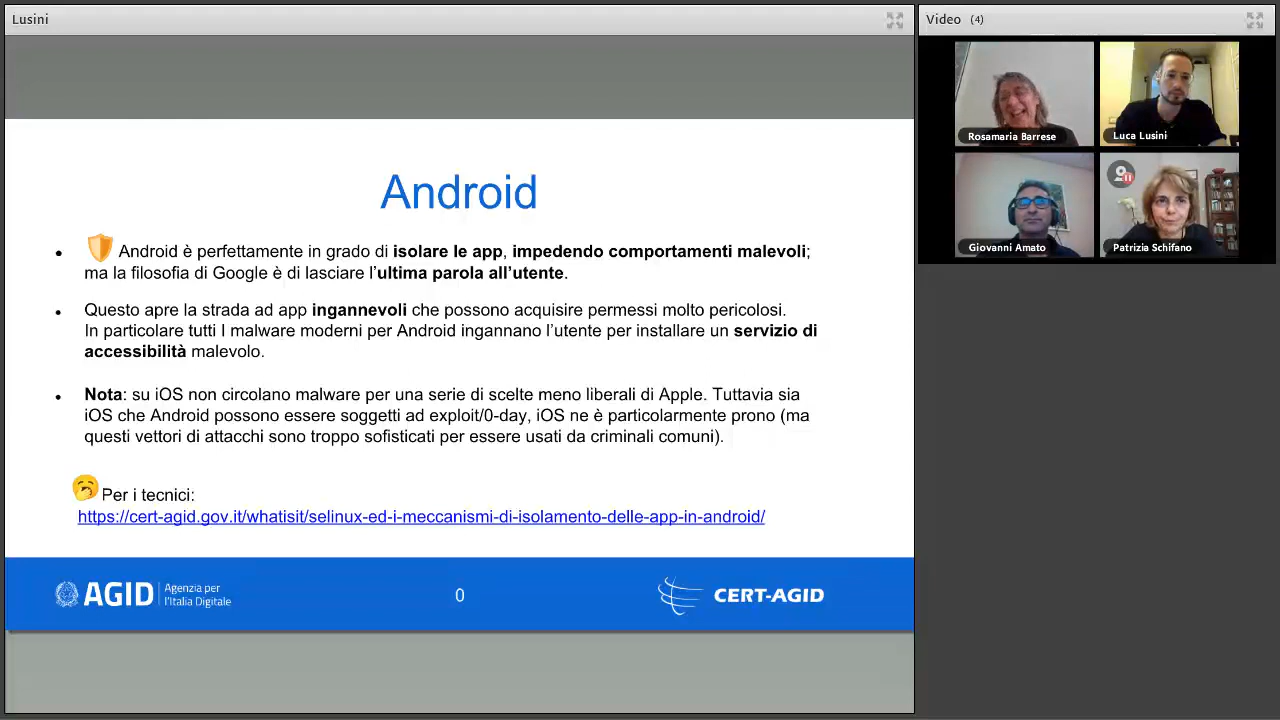 Lusini
Video (4)
Rosamaria Barrese
Luca Lusini
Giovanni Amato
Patrizia Schifano
Android
• Android è perfettamente in grado di isolare le app, impedendo comportamenti malevoli;
ma la filosofia di Google è di lasciare l’ultima parola all’utente.
• Questo apre la strada ad app ingannevoli che possono acquisire permessi molto pericolosi.
In particolare tutti I malware moderni per Android ingannano l’utente per installare un servizio di
accessibilità malevolo.
• Nota: su iOS non circolano malware per una serie di scelte meno liberali di Apple. Tuttavia sia
iOS che Android possono essere soggetti ad exploit/0-day, iOS ne è particolarmente prono (ma
questi vettori di attacchi sono troppo sofisticati per essere usati da criminali comuni).
Per i tecnici:
https://cert-agid.gov.it/whatisit/selinux-ed-i-meccanismi-di-isolamento-delle-app-in-android/
AGID
Agenzia per
l’Italia Digitale
0
CERT-AGID